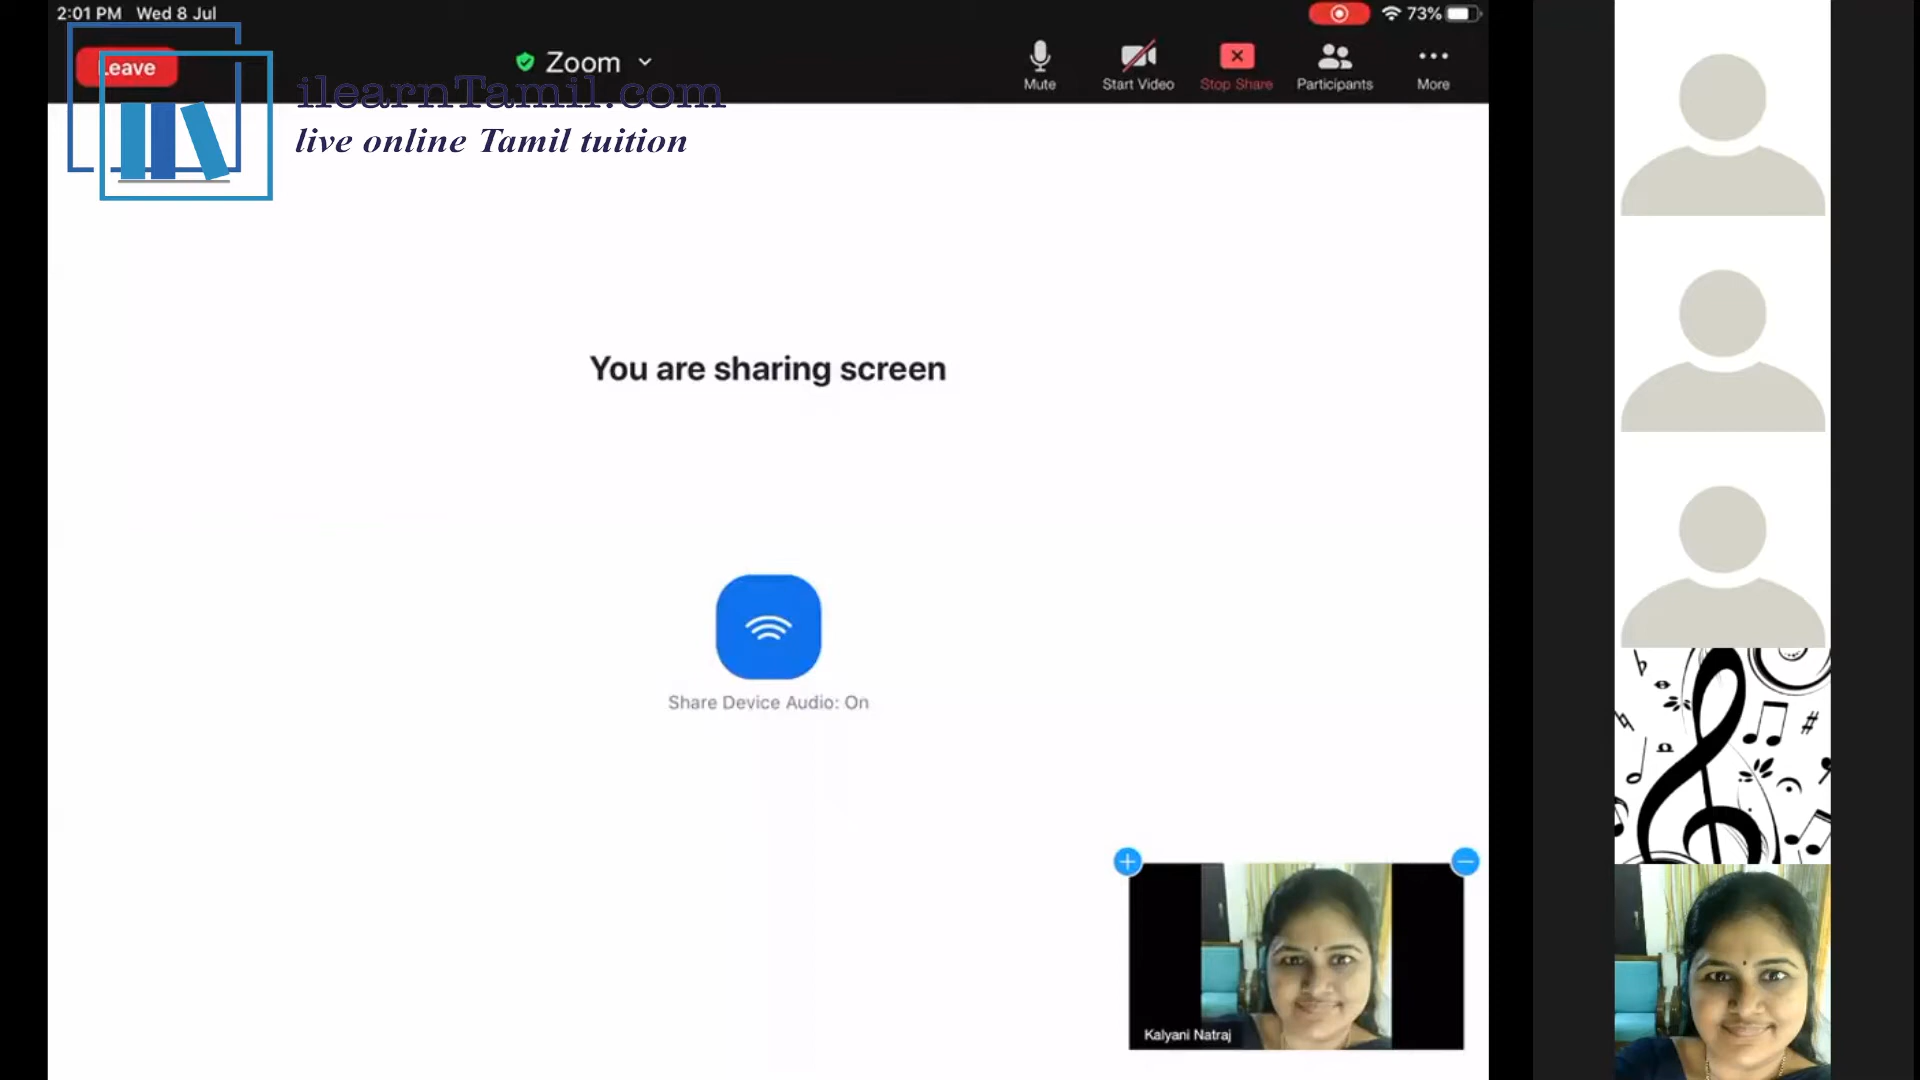 2:01 PM Wed 8 Jul
73%
Leave
Zoom
Mute
Start Video
Stop Share
Participants
More
ilearnTamil.com
live online Tamil tuition
You are sharing screen
Share Device Audio: On
Kalyani Natraj